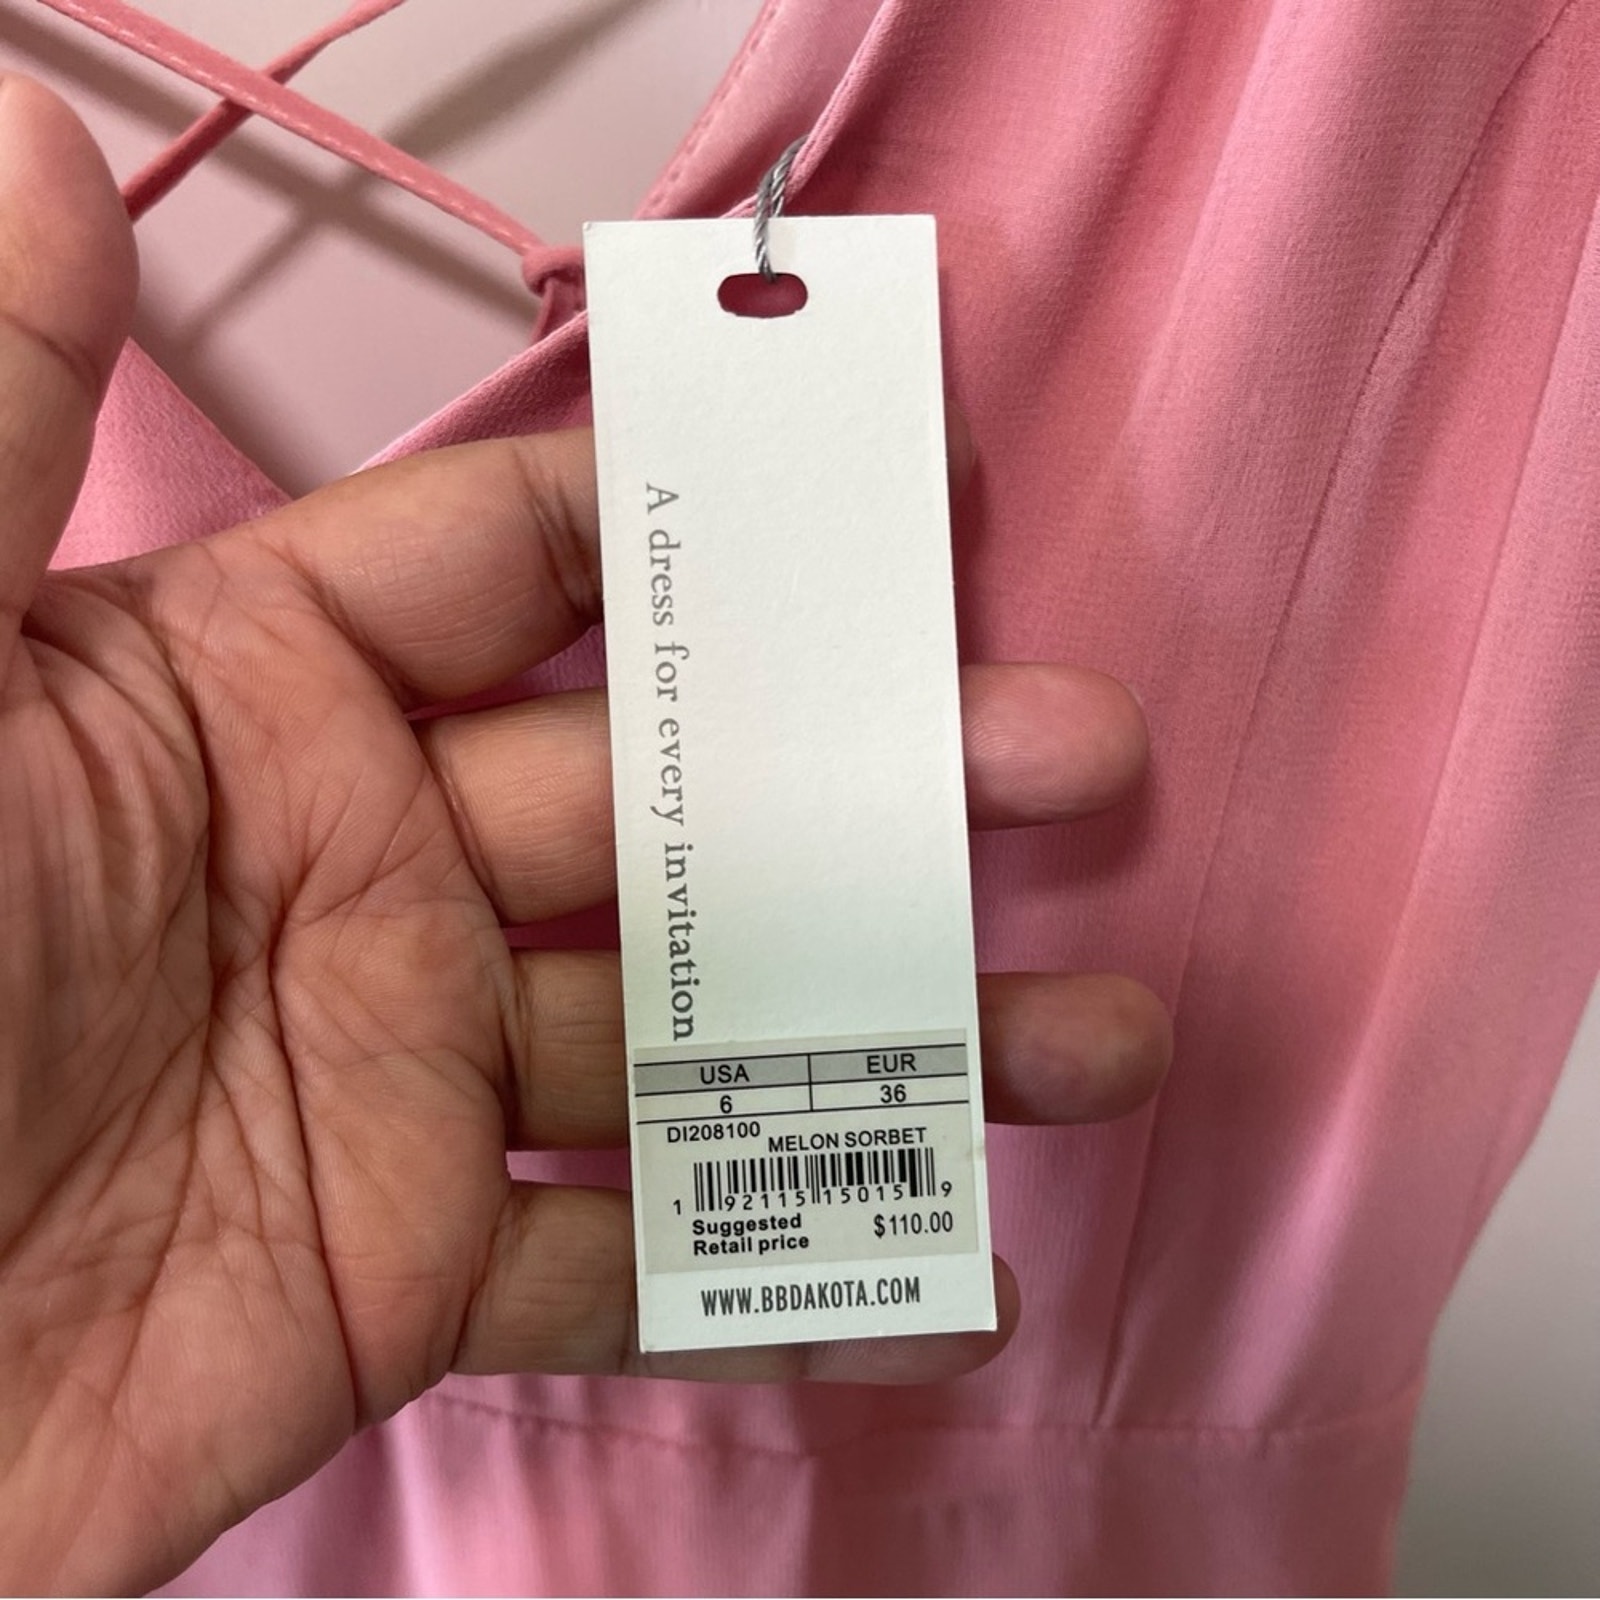 A dress for every invitation
USA EUR
6 36
DI208100 MELON SORBET
1 92115 15015 9
Suggested
Retail price $110.00
WWW.BBDAKOTA.COM